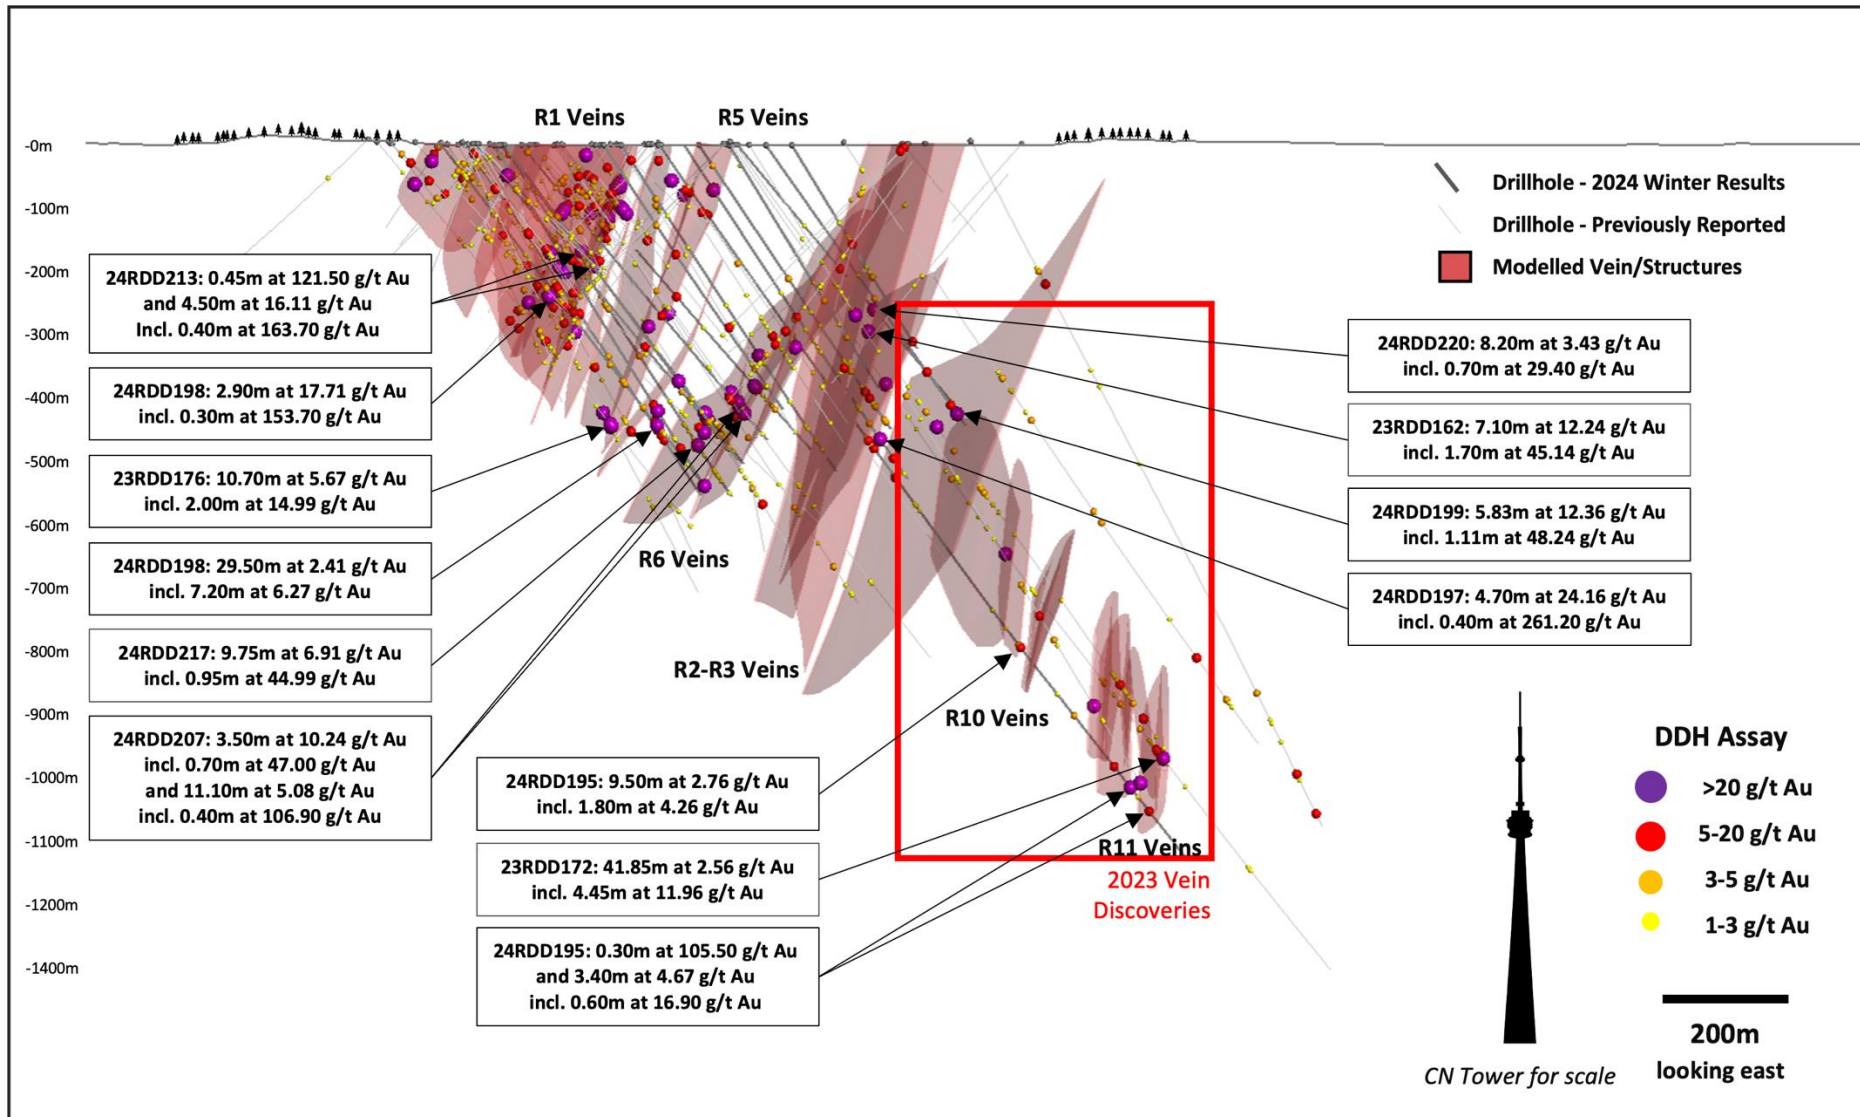 R1 Veins
R5 Veins
-0m
-100m
-200m
-300m
-400m
-500m
-600m
-700m
-800m
-900m
-1000m
-1100m
-1200m
-1400m
24RDD213: 0.45m at 121.50 g/t Au
and 4.50m at 16.11 g/t Au
Incl. 0.40m at 163.70 g/t Au
24RDD198: 2.90m at 17.71 g/t Au
incl. 0.30m at 153.70 g/t Au
23RDD176: 10.70m at 5.67 g/t Au
incl. 2.00m at 14.99 g/t Au
24RDD198: 29.50m at 2.41 g/t Au
incl. 7.20m at 6.27 g/t Au
24RDD217: 9.75m at 6.91 g/t Au
incl. 0.95m at 44.99 g/t Au
24RDD207: 3.50m at 10.24 g/t Au
incl. 0.70m at 47.00 g/t Au
and 11.10m at 5.08 g/t Au
incl. 0.40m at 106.90 g/t Au
R6 Veins
R2-R3 Veins
R10 Veins
R11 Veins
2023 Vein
Discoveries
24RDD195: 9.50m at 2.76 g/t Au
incl. 1.80m at 4.26 g/t Au
23RDD172: 41.85m at 2.56 g/t Au
incl. 4.45m at 11.96 g/t Au
24RDD195: 0.30m at 105.50 g/t Au
and 3.40m at 4.67 g/t Au
incl. 0.60m at 16.90 g/t Au
Drillhole - 2024 Winter Results
Drillhole - Previously Reported
Modelled Vein/Structures
24RDD220: 8.20m at 3.43 g/t Au
incl. 0.70m at 29.40 g/t Au
23RDD162: 7.10m at 12.24 g/t Au
incl. 1.70m at 45.14 g/t Au
24RDD199: 5.83m at 12.36 g/t Au
incl. 1.11m at 48.24 g/t Au
24RDD197: 4.70m at 24.16 g/t Au
incl. 0.40m at 261.20 g/t Au
DDH Assay
>20 g/t Au
5-20 g/t Au
3-5 g/t Au
1-3 g/t Au
200m
looking east
CN Tower for scale